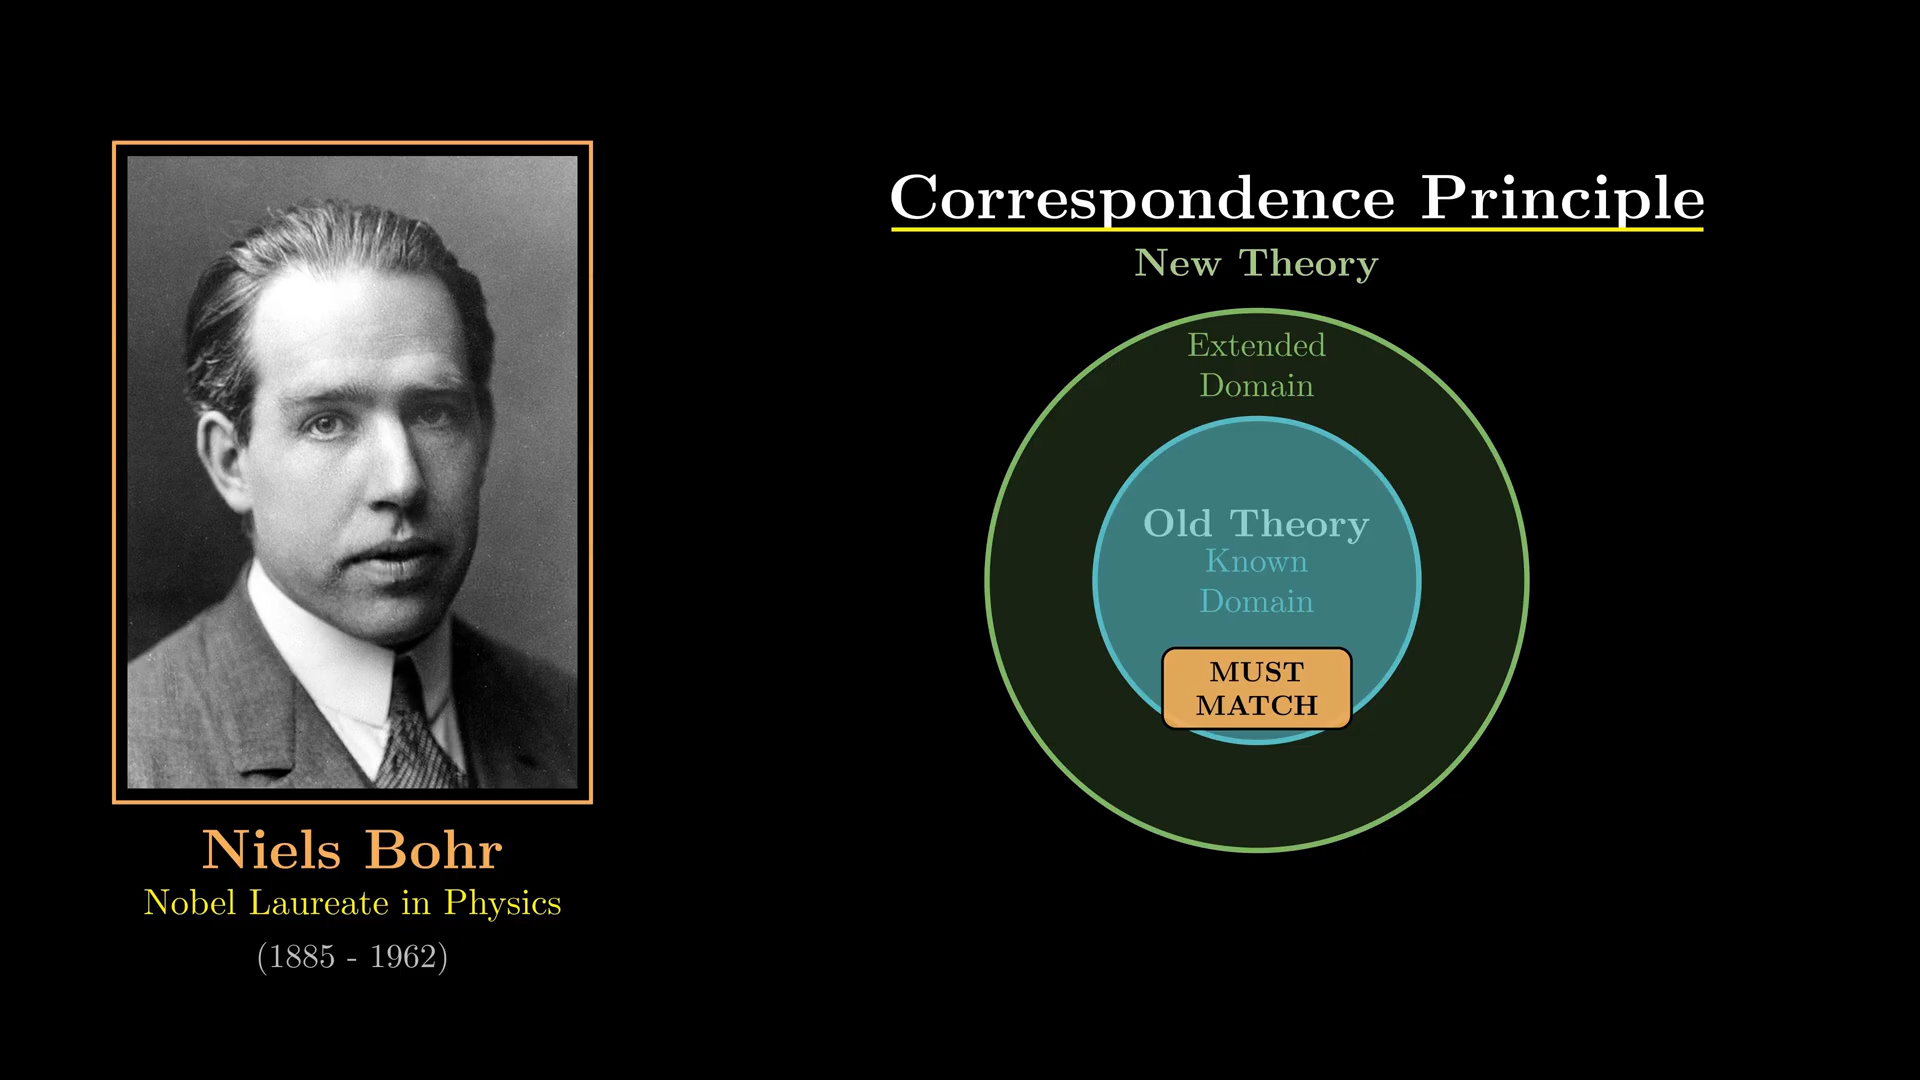 Niels Bohr
Nobel Laureate in Physics
(1885 - 1962)
Correspondence Principle
New Theory
Extended
Domain
Old Theory
Known
Domain
MUST
MATCH